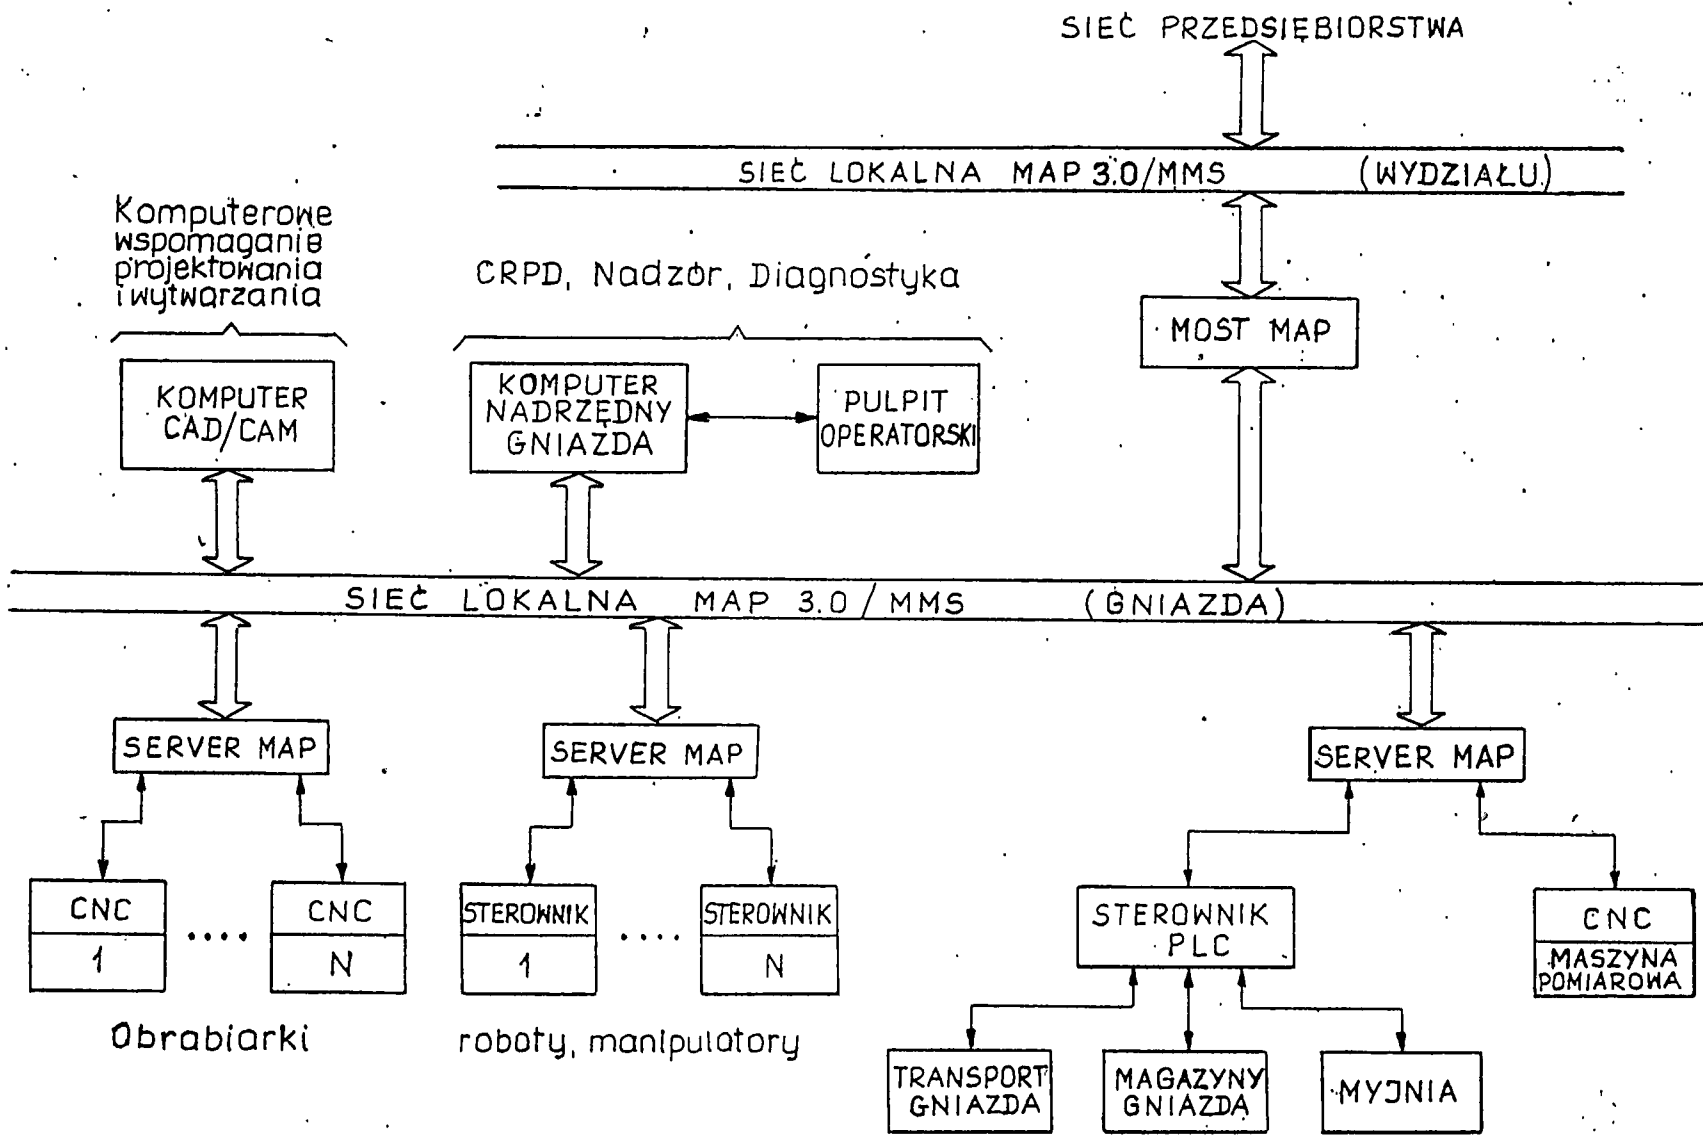 SIEĆ PRZEDSIĘBIORSTWA
SIEĆ LOKALNA MAP 3.0/MMS (WYDZIAŁU)
Komputerowe
wspomaganie
projektowania
i wytwarzania
CRPD, Nadzór, Diagnostyka
MOST MAP
KOMPUTER
CAD/CAM
KOMPUTER
NADRZĘDNY
GNIAZDA
PULPIT
OPERATORSKI
SIEĆ LOKALNA MAP 3.0/MMS (GNIAZDA)
SERVER MAP
SERVER MAP
SERVER MAP
CNC
1
....
CNC
N
STEROWNIK
1
....
STEROWNIK
N
STEROWNIK
PLC
CNC
MASZYNA
POMIAROWA
Obrabiarki
roboty, manipulatory
TRANSPORT
GNIAZDA
MAGAZYNY
GNIAZDA
MYJNIA